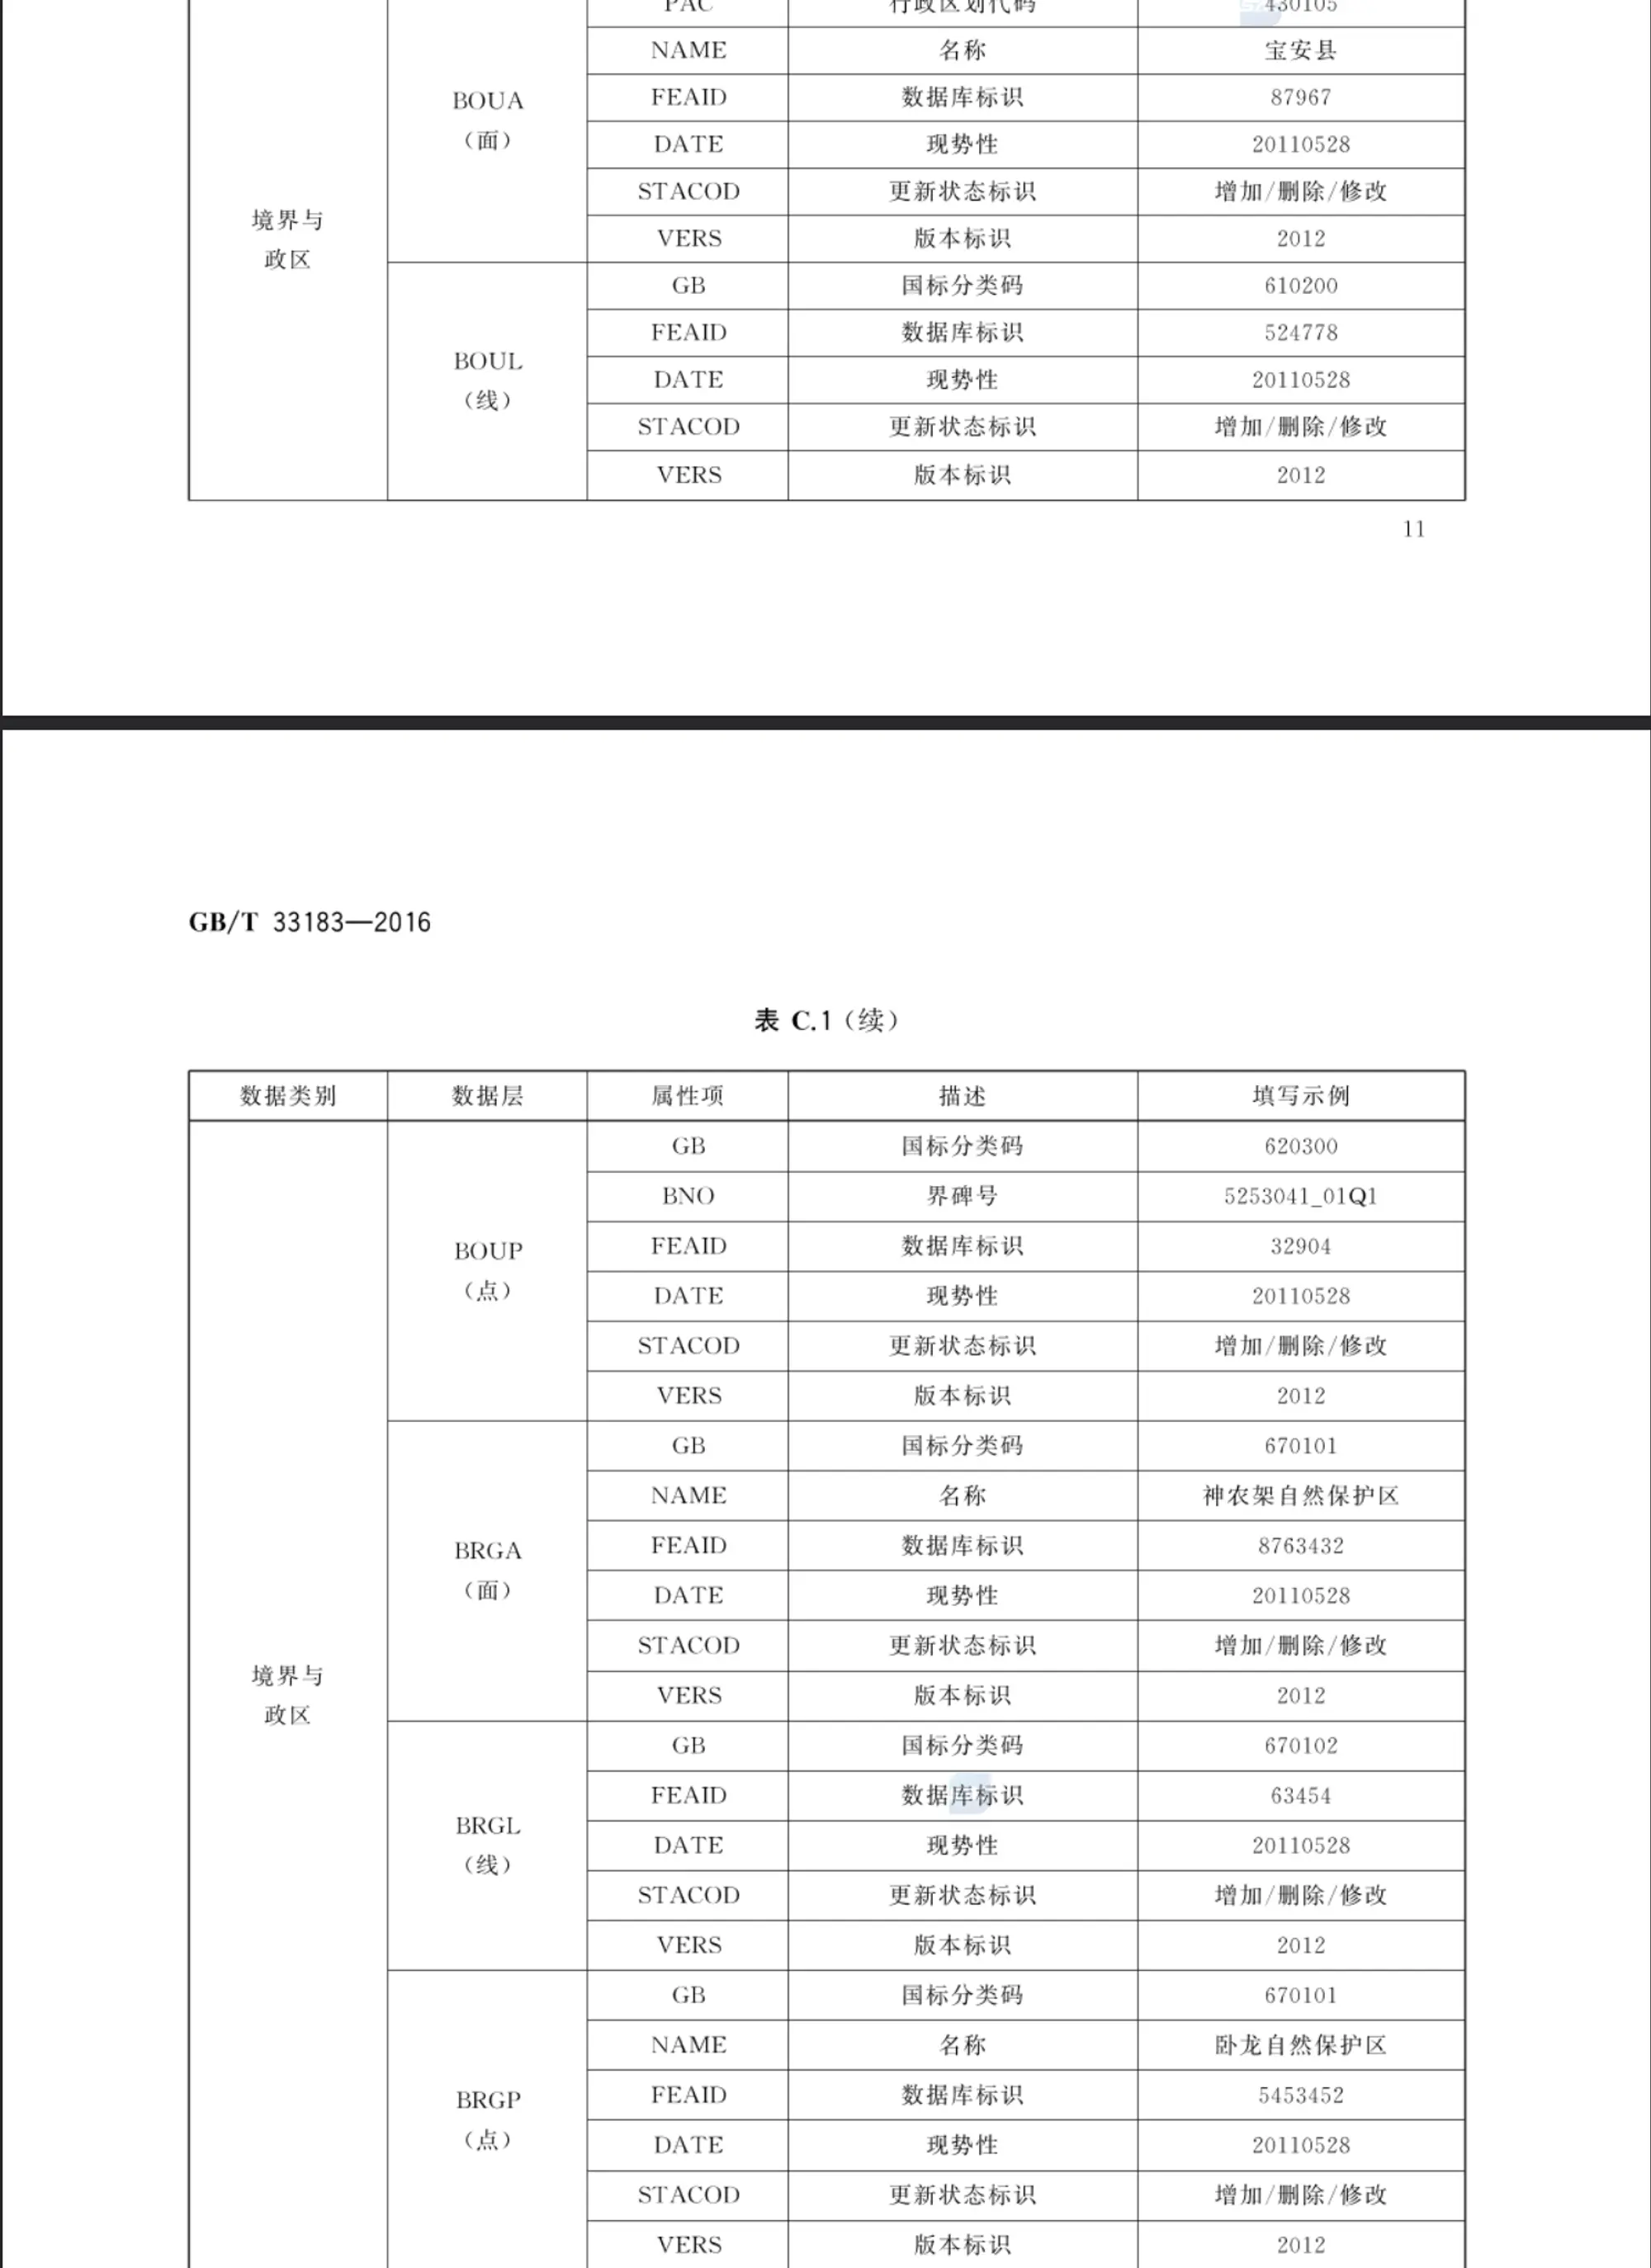 PAC 行政区划代码 430105
NAME 名称 宝安县
BOUA
（面）
FEAID 数据库标识 87967
DATE 现势性 20110528
STACOD 更新状态标识 增加/删除/修改
境界与
政区
VERS 版本标识 2012
GB 国标分类码 610200
FEAID 数据库标识 524778
BOUL
（线）
DATE 现势性 20110528
STACOD 更新状态标识 增加/删除/修改
VERS 版本标识 2012
11
GB/T 33183—2016
表 C.1（续）
数据类别 数据层 属性项 描述 填写示例
GB 国标分类码 620300
BNO 界碑号 5253041_01Q1
BOUP
（点）
FEAID 数据库标识 32904
DATE 现势性 20110528
STACOD 更新状态标识 增加/删除/修改
VERS 版本标识 2012
GB 国标分类码 670101
NAME 名称 神农架自然保护区
BRGA
（面）
FEAID 数据库标识 8763432
DATE 现势性 20110528
STACOD 更新状态标识 增加/删除/修改
境界与
政区
VERS 版本标识 2012
GB 国标分类码 670102
FEAID 数据库标识 63454
BRGL
（线）
DATE 现势性 20110528
STACOD 更新状态标识 增加/删除/修改
VERS 版本标识 2012
GB 国标分类码 670101
NAME 名称 卧龙自然保护区
BRGP
（点）
FEAID 数据库标识 5453452
DATE 现势性 20110528
STACOD 更新状态标识 增加/删除/修改
VERS 版本标识 2012